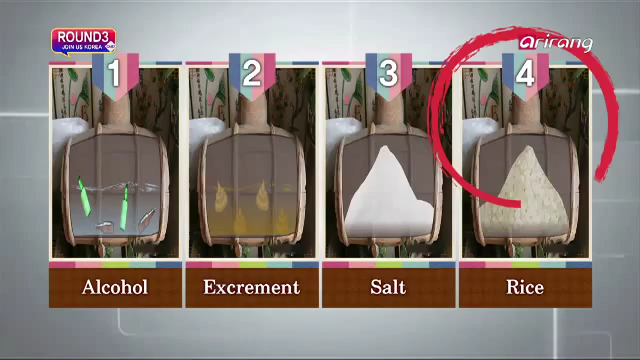 ROUND3
JOIN US KOREA
arirang
1
2
3
4
Alcohol
Excrement
Salt
Rice